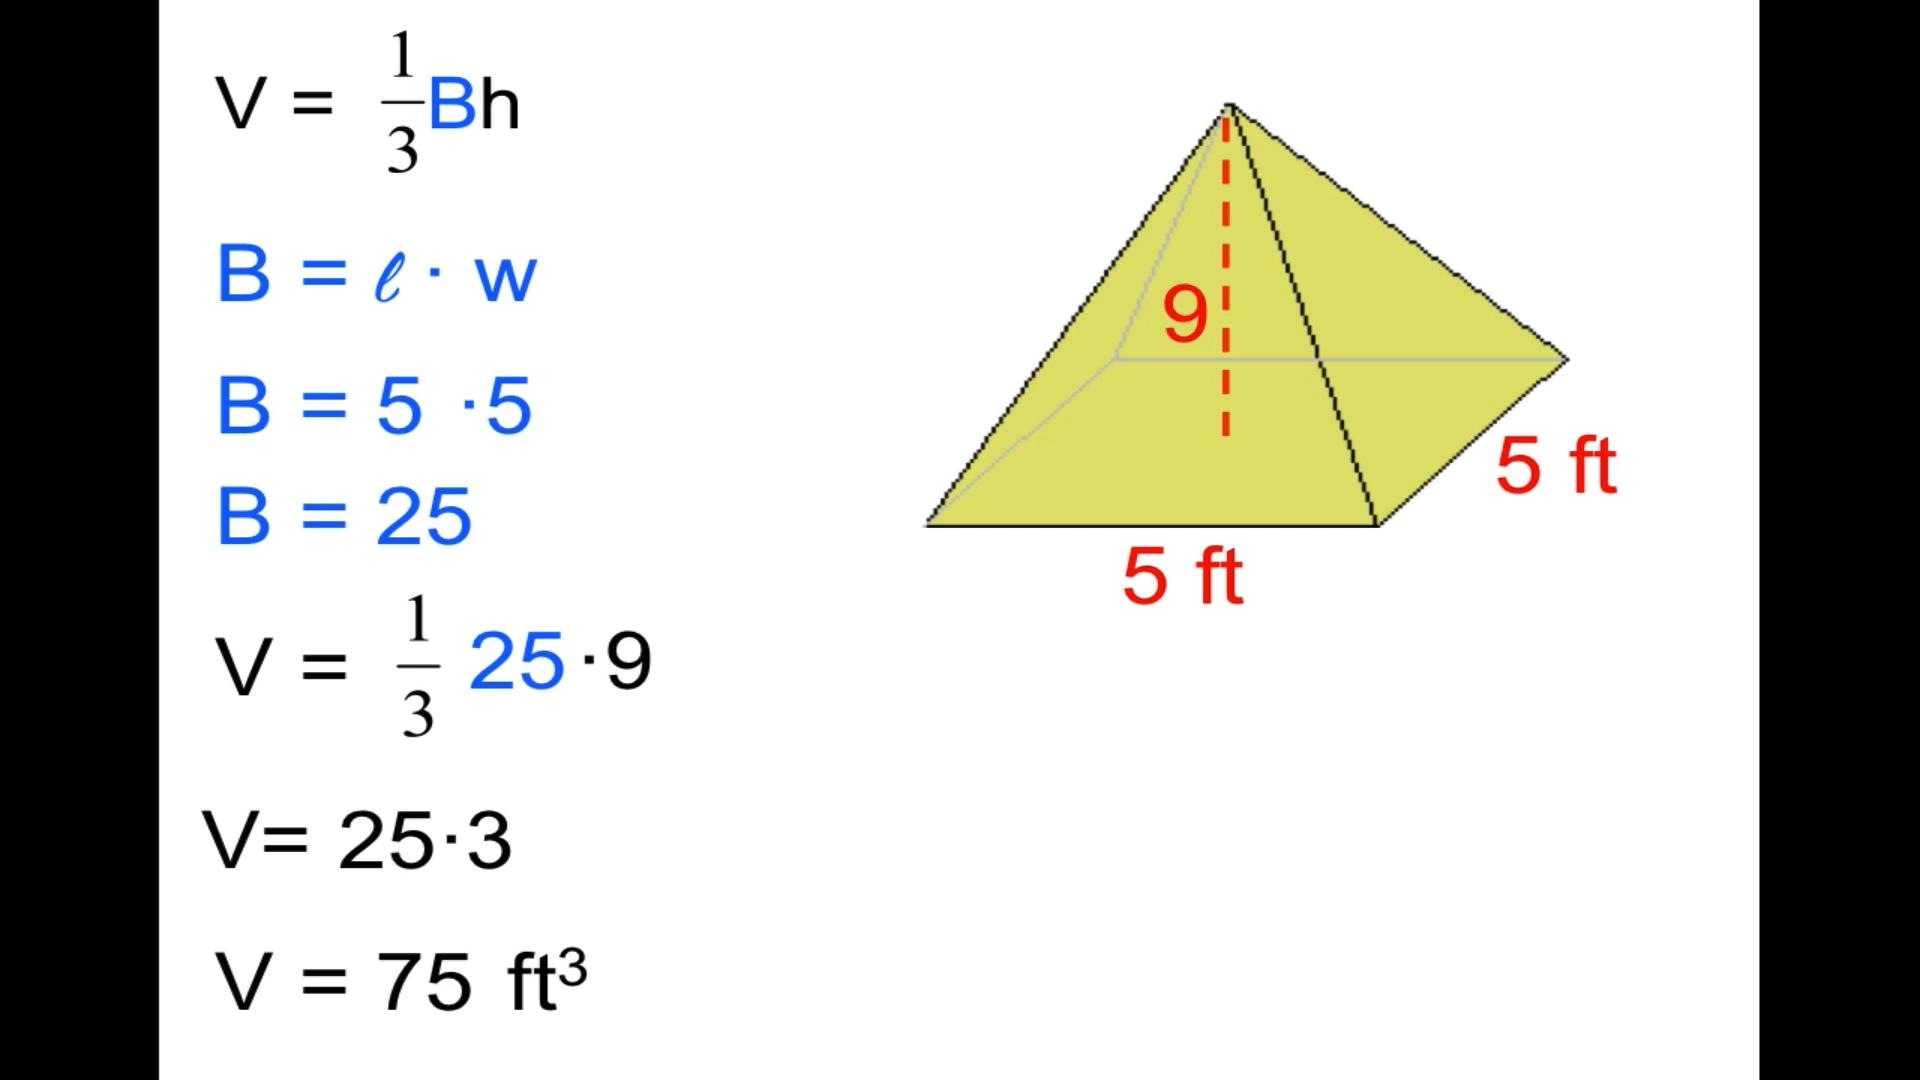 V = 1/3 Bh
B = ℓ · w
B = 5 ·5
B = 25
V = 1/3 25 ·9
V= 25·3
V = 75 ft³
9
5 ft
5 ft